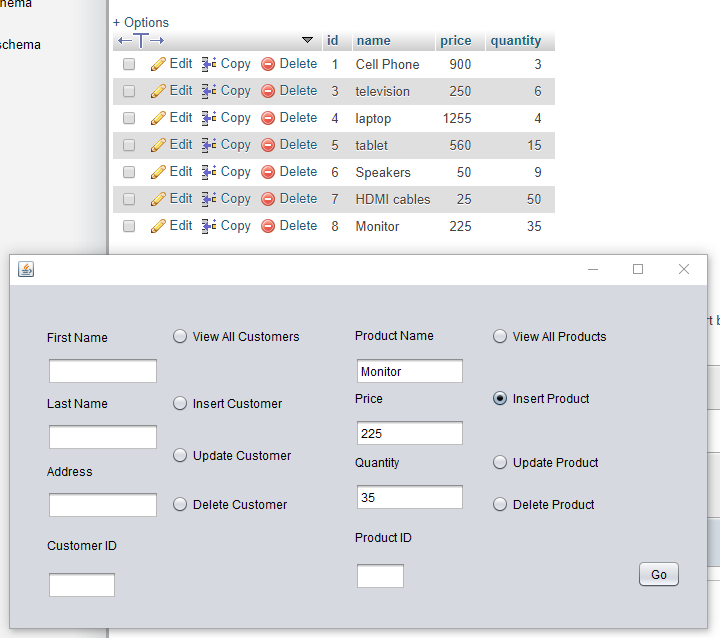 + Options
id name price quantity
Edit Copy Delete 1 Cell Phone 900 3
Edit Copy Delete 3 television 250 6
Edit Copy Delete 4 laptop 1255 4
Edit Copy Delete 5 tablet 560 15
Edit Copy Delete 6 Speakers 50 9
Edit Copy Delete 7 HDMI cables 25 50
Edit Copy Delete 8 Monitor 225 35
First Name View All Customers Product Name View All Products
Monitor
Last Name Insert Customer Price Insert Product
225
Address Update Customer Quantity Update Product
35
Delete Customer Delete Product
Customer ID Product ID
Go